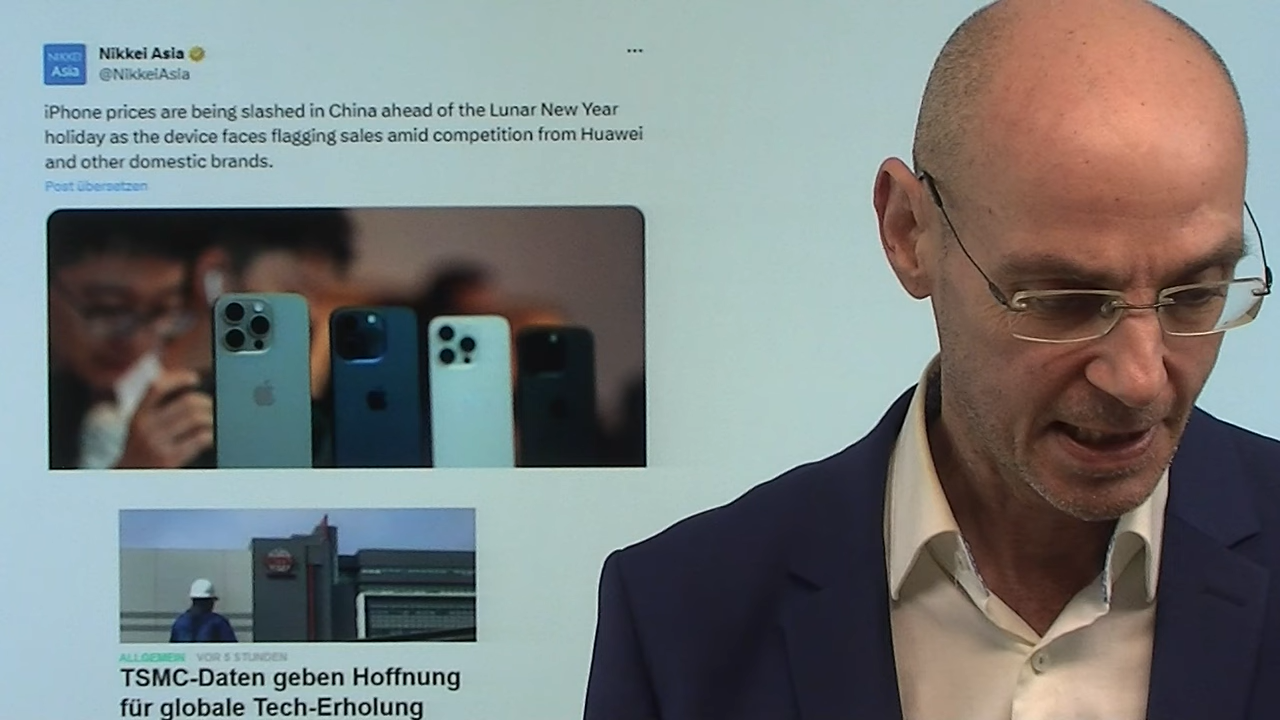 NIKKEI
Asia
Nikkei Asia
@NikkeiAsia
iPhone prices are being slashed in China ahead of the Lunar New Year
holiday as the device faces flagging sales amid competition from Huawei
and other domestic brands.
Post übersetzen
ALLGEMEIN VOR 5 STUNDEN
TSMC-Daten geben Hoffnung
für globale Tech-Erholung